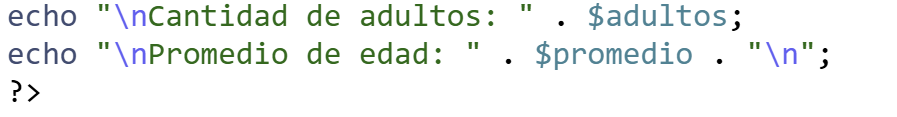 echo "\nCantidad de adultos: " . $adultos;
echo "\nPromedio de edad: " . $promedio . "\n";
?>